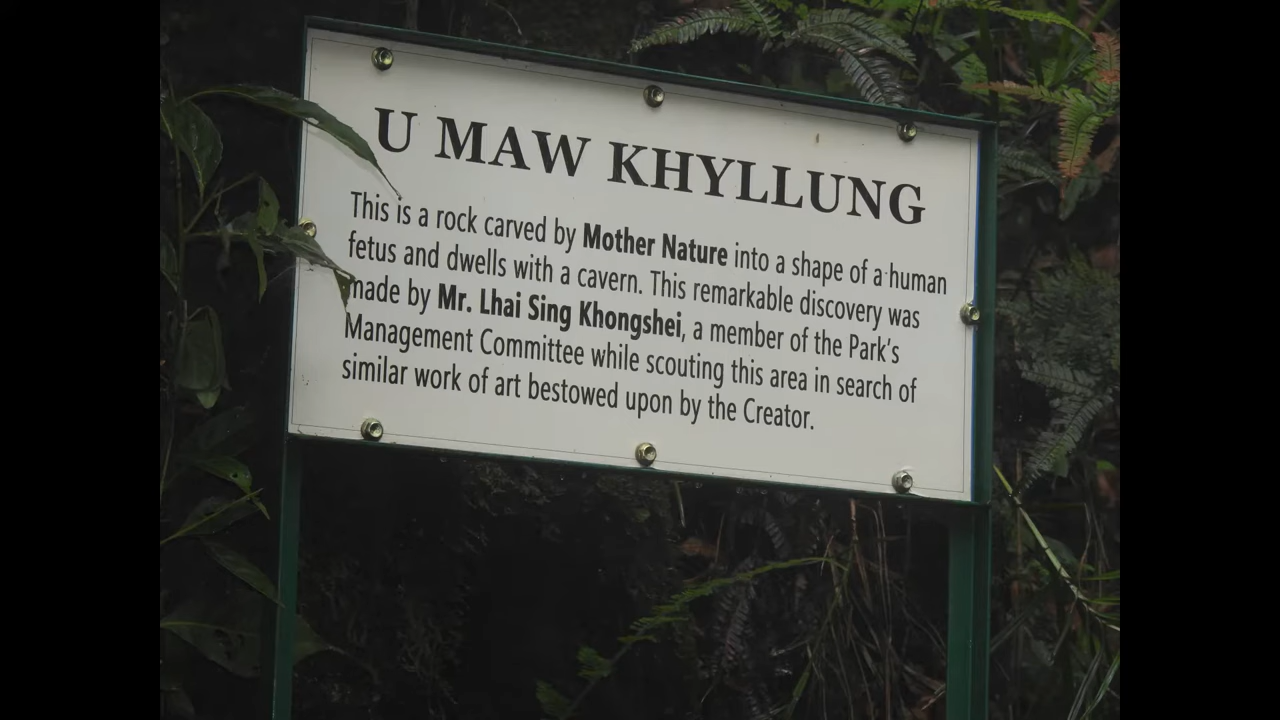 U MAW KHYLLUNG
This is a rock carved by Mother Nature into a shape of a human
fetus and dwells with a cavern. This remarkable discovery was
made by Mr. Lhai Sing Khongshei, a member of the Park's
Management Committee while scouting this area in search of
similar work of art bestowed upon by the Creator.